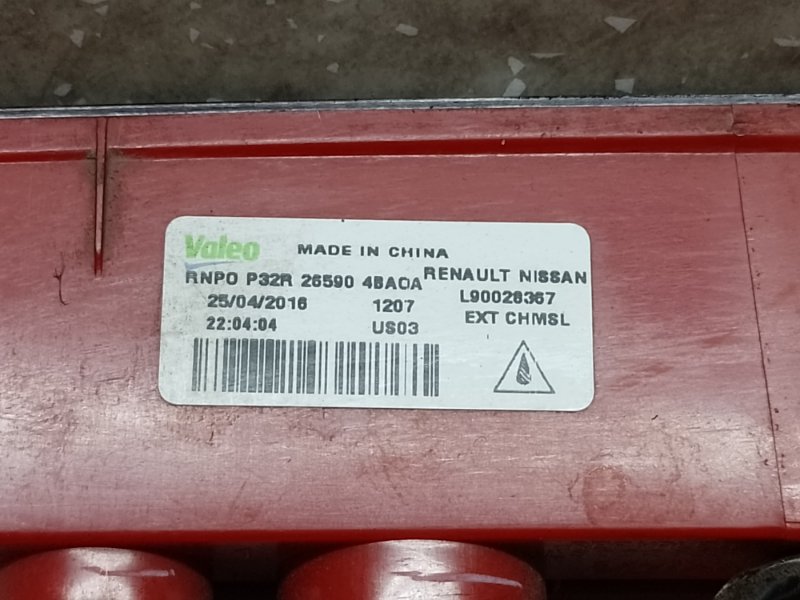 Valeo MADE IN CHINA
RNPO P32R 26590 4BAOA RENAULT NISSAN
25/04/2016 1207 L90028367
22:04:04 US03 EXT CHMSL